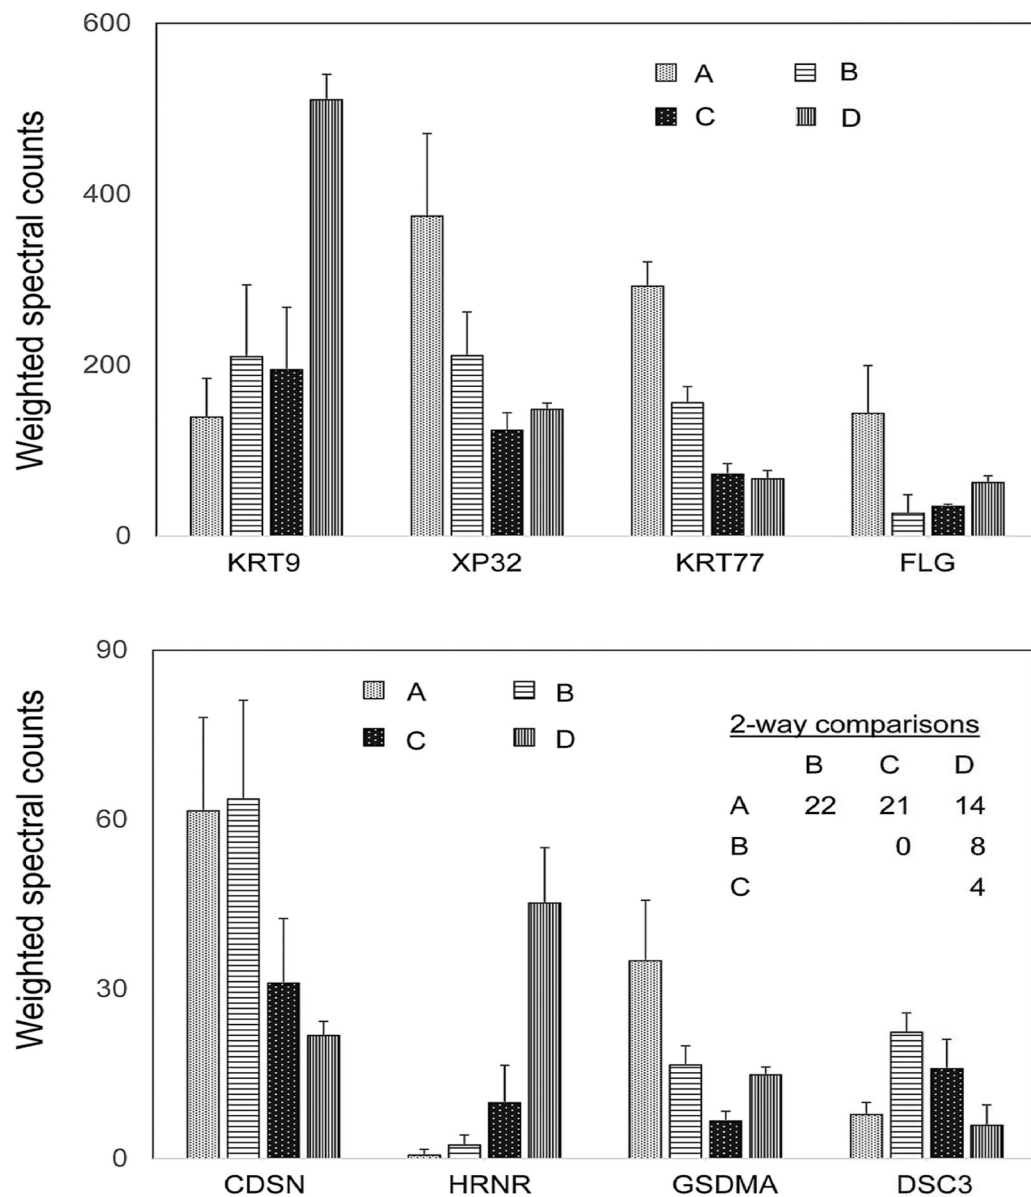 Weighted spectral counts
600
400
200
0
A B
C D
KRT9 XP32 KRT77 FLG
Weighted spectral counts
90
60
30
0
A B
C D
2-way comparisons
B C D
A 22 21 14
B 0 8
C 4
CDSN HRNR GSDMA DSC3